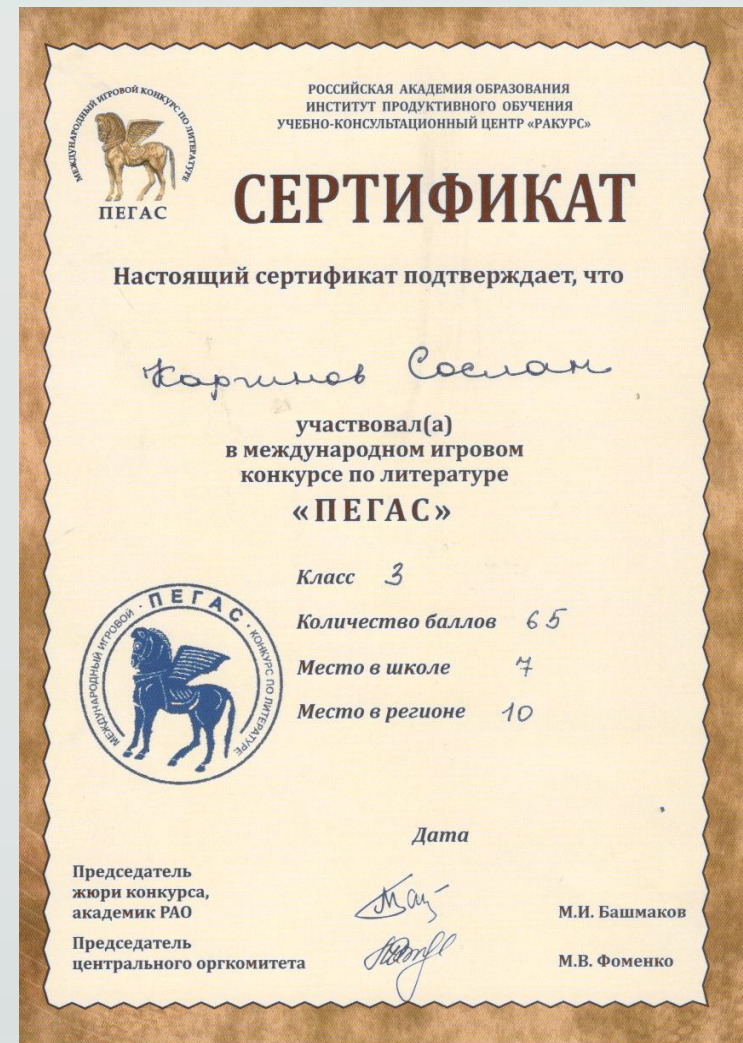 МЕЖДУНАРОДНЫЙ ИГРОВОЙ КОНКУРС ПО ЛИТЕРАТУРЕ
ПЕГАС
РОССИЙСКАЯ АКАДЕМИЯ ОБРАЗОВАНИЯ
ИНСТИТУТ ПРОДУКТИВНОГО ОБУЧЕНИЯ
УЧЕБНО-КОНСУЛЬТАЦИОННЫЙ ЦЕНТР «РАКУРС»
СЕРТИФИКАТ
Настоящий сертификат подтверждает, что
Каргинов Сослан
участвовал(а)
в международном игровом
конкурсе по литературе
«ПЕГАС»
Класс 3
Количество баллов 65
Место в школе 7
Место в регионе 10
· ПЕГАС ·
МЕЖДУНАРОДНЫЙ ИГРОВОЙ · КОНКУРС ПО ЛИТЕРАТУРЕ
Дата
Председатель
жюри конкурса,
академик РАО
М.И. Башмаков
Председатель
центрального оргкомитета
М.В. Фоменко